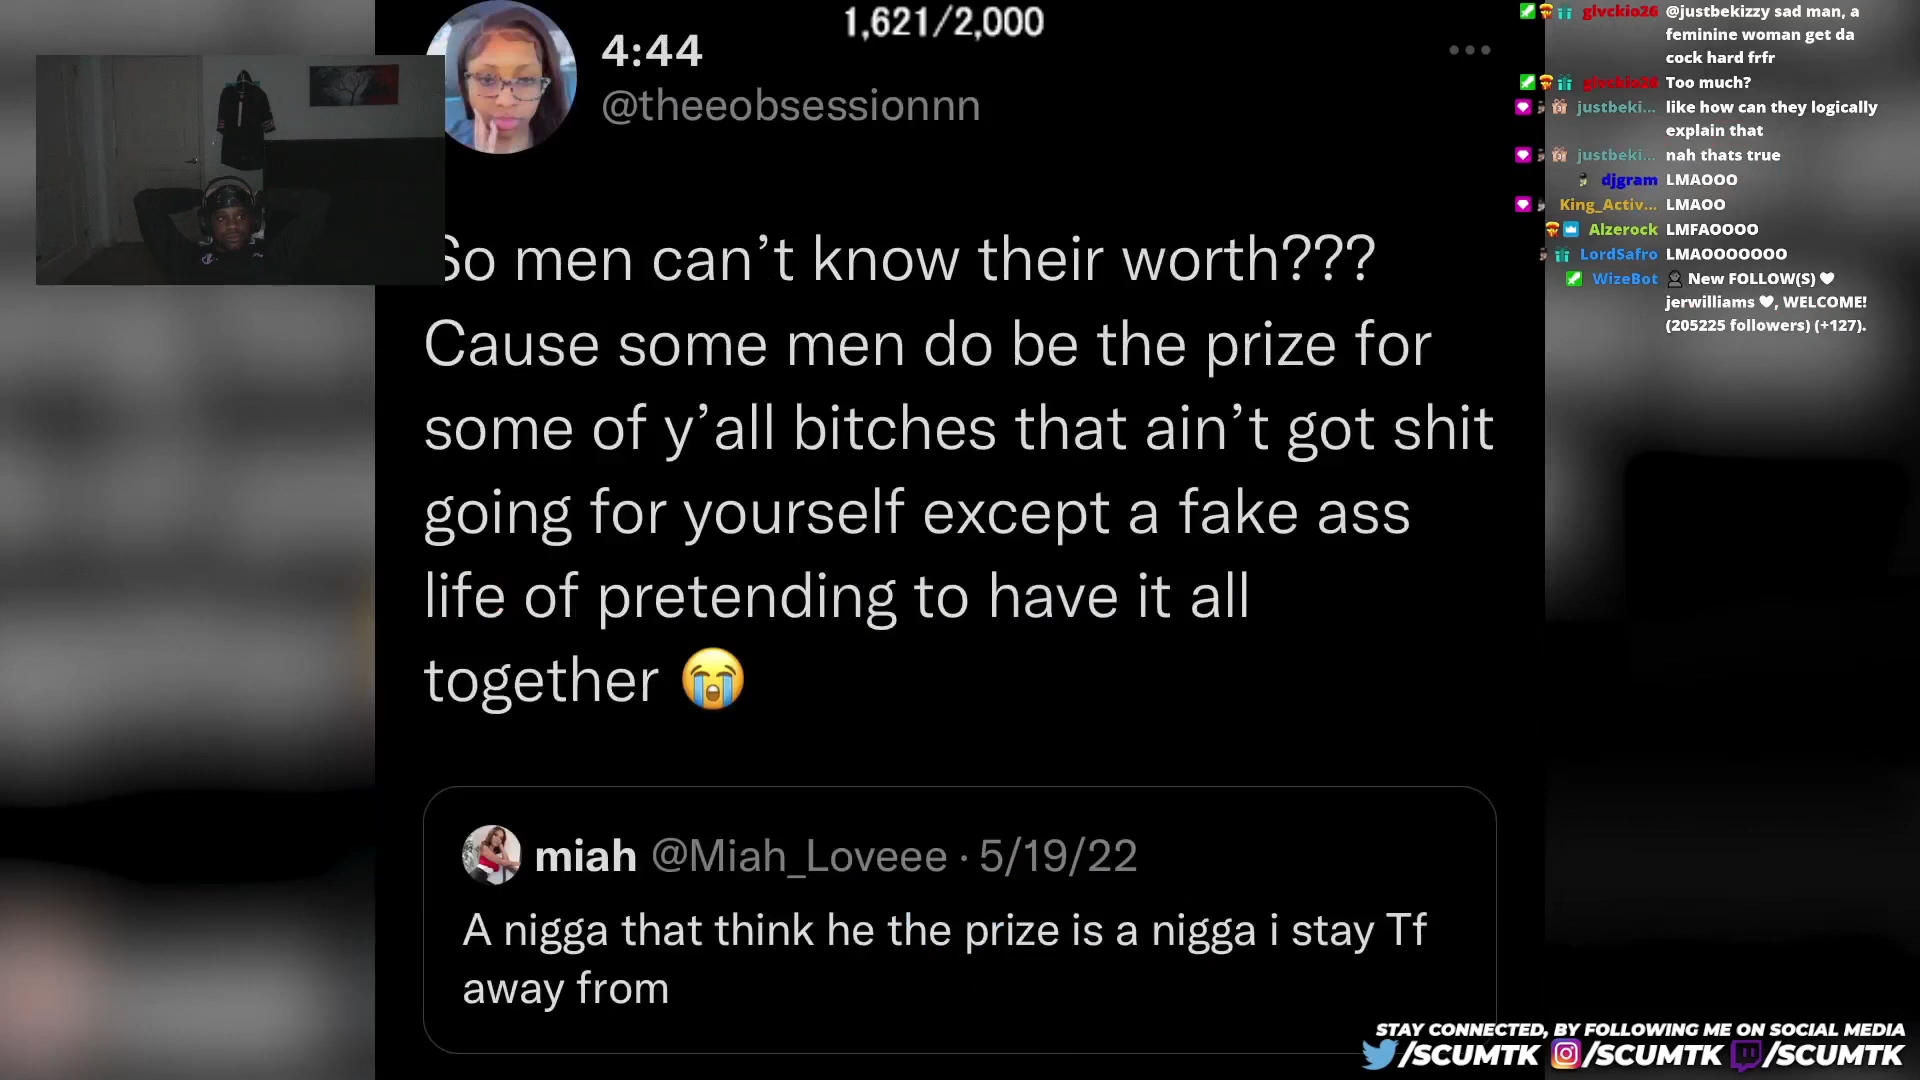 1,621/2,000
4:44
@theeobsessionnn
So men can’t know their worth???
Cause some men do be the prize for
some of y’all bitches that ain’t got shit
going for yourself except a fake ass
life of pretending to have it all
together 😭
miah @Miah_Loveee · 5/19/22
A nigga that think he the prize is a nigga i stay Tf
away from
glvckio26 @justbekizzy sad man, a
feminine woman get da
cock hard frfr
glvckio26 Too much?
justbeki... like how can they logically
explain that
justbeki... nah thats true
djgram LMAOOO
King_Activ... LMAOO
Alzerock LMFAOOOO
LordSafro LMAOOOOOOO
WizeBot New FOLLOW(S) ♥
jerwilliams ♥, WELCOME!
(205225 followers) (+127).
STAY CONNECTED, BY FOLLOWING ME ON SOCIAL MEDIA
/SCUMTK /SCUMTK /SCUMTK